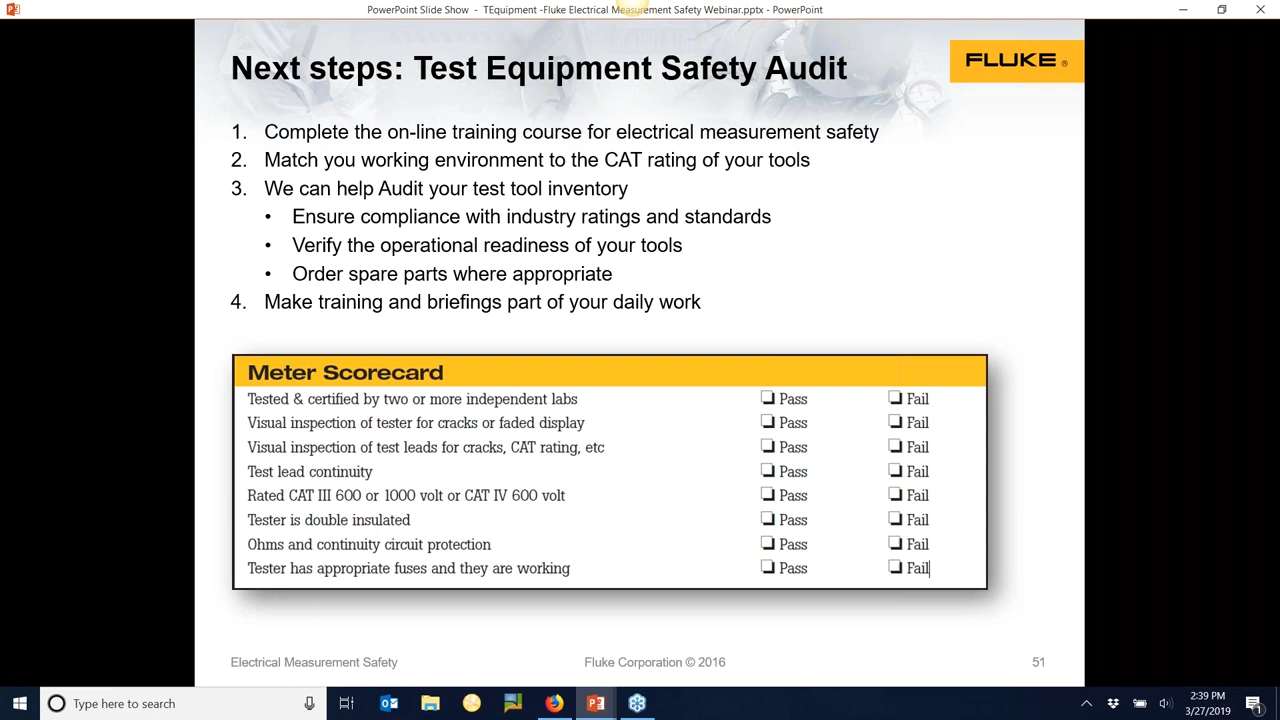 PowerPoint Slide Show - TEquipment -Fluke Electrical Measurement Safety Webinar.pptx - PowerPoint
Next steps: Test Equipment Safety Audit
FLUKE ®
1. Complete the on-line training course for electrical measurement safety
2. Match you working environment to the CAT rating of your tools
3. We can help Audit your test tool inventory
• Ensure compliance with industry ratings and standards
• Verify the operational readiness of your tools
• Order spare parts where appropriate
4. Make training and briefings part of your daily work
Meter Scorecard
Tested & certified by two or more independent labs ❏ Pass ❏ Fail
Visual inspection of tester for cracks or faded display ❏ Pass ❏ Fail
Visual inspection of test leads for cracks, CAT rating, etc ❏ Pass ❏ Fail
Test lead continuity ❏ Pass ❏ Fail
Rated CAT III 600 or 1000 volt or CAT IV 600 volt ❏ Pass ❏ Fail
Tester is double insulated ❏ Pass ❏ Fail
Ohms and continuity circuit protection ❏ Pass ❏ Fail
Tester has appropriate fuses and they are working ❏ Pass ❏ Fail
Electrical Measurement Safety Fluke Corporation © 2016 51
Type here to search
2:39 PM
3/27/2019
1